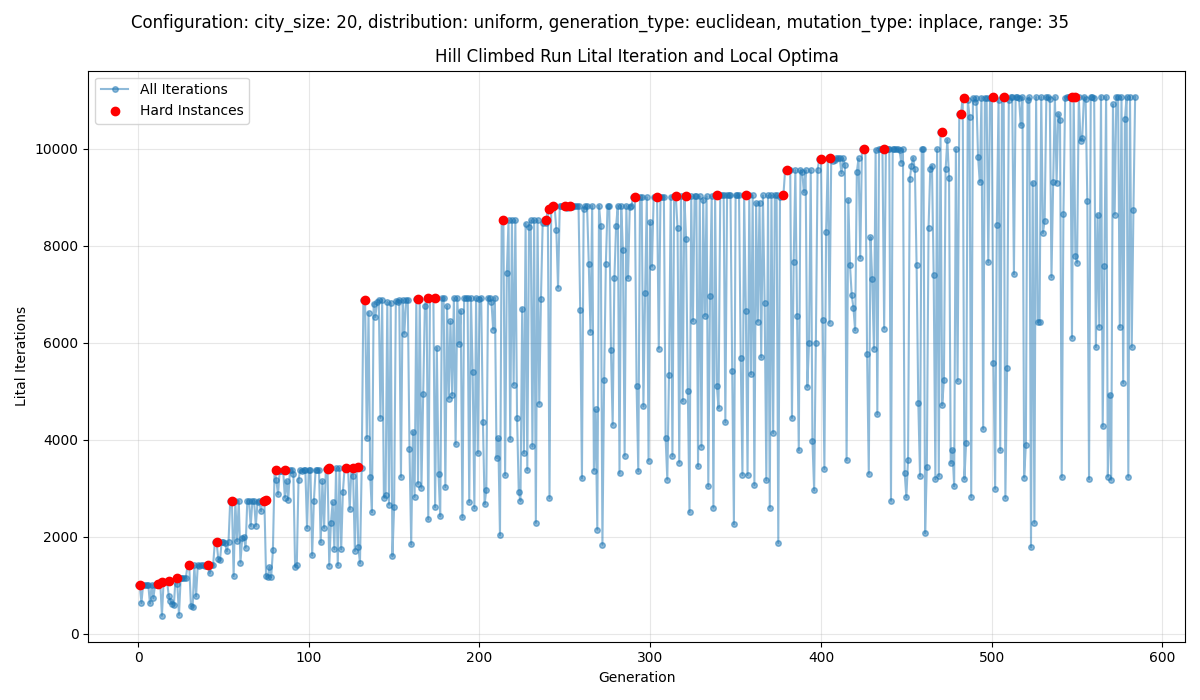 Configuration: city_size: 20, distribution: uniform, generation_type: euclidean, mutation_type: inplace, range: 35
Hill Climbed Run Lital Iteration and Local Optima
All Iterations
Hard Instances
10000
8000
6000
4000
2000
0
Lital Iterations
0 100 200 300 400 500 600
Generation